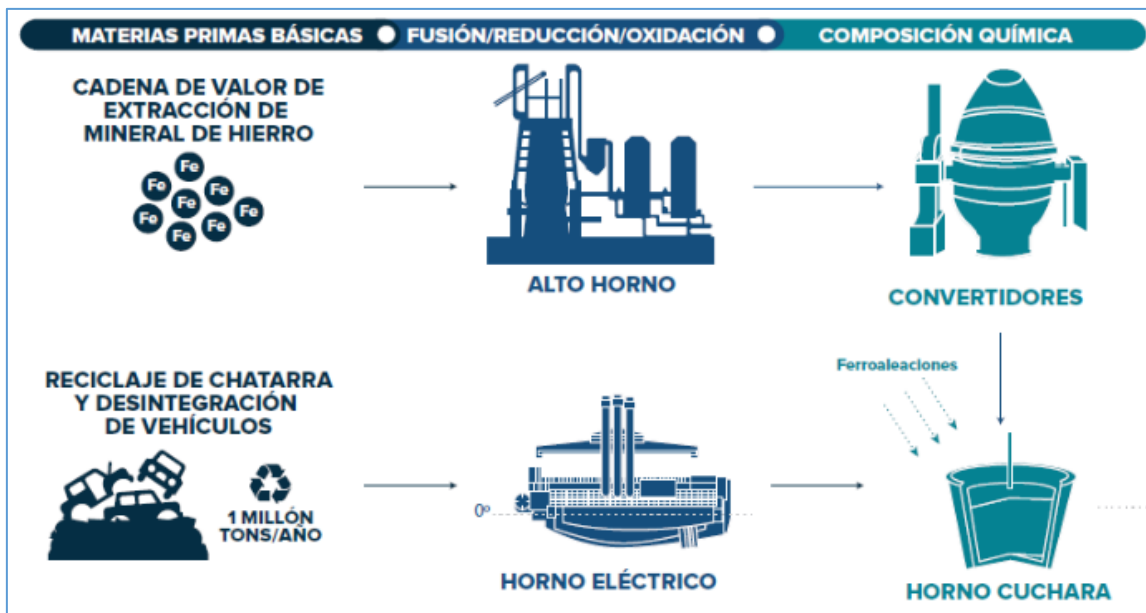 MATERIAS PRIMAS BÁSICAS
FUSIÓN/REDUCCIÓN/OXIDACIÓN
COMPOSICIÓN QUÍMICA
CADENA DE VALOR DE
EXTRACCIÓN DE
MINERAL DE HIERRO
Fe
Fe
Fe
Fe
Fe
Fe
Fe
Fe
ALTO HORNO
CONVERTIDORES
RECICLAJE DE CHATARRA
Y DESINTEGRACIÓN
DE VEHÍCULOS
1 MILLÓN
TONS/AÑO
0º
HORNO ELÉCTRICO
Ferroaleaciones
HORNO CUCHARA